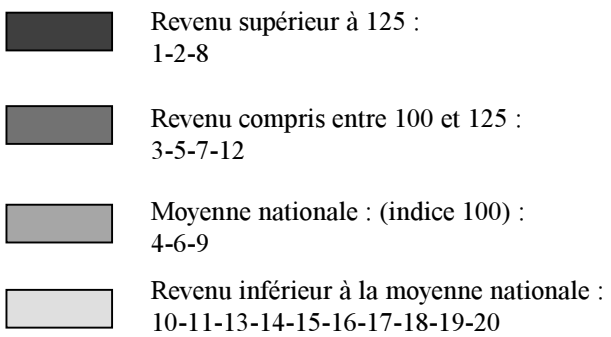 Revenu supérieur à 125 :
1-2-8
Revenu compris entre 100 et 125 :
3-5-7-12
Moyenne nationale : (indice 100) :
4-6-9
Revenu inférieur à la moyenne nationale :
10-11-13-14-15-16-17-18-19-20